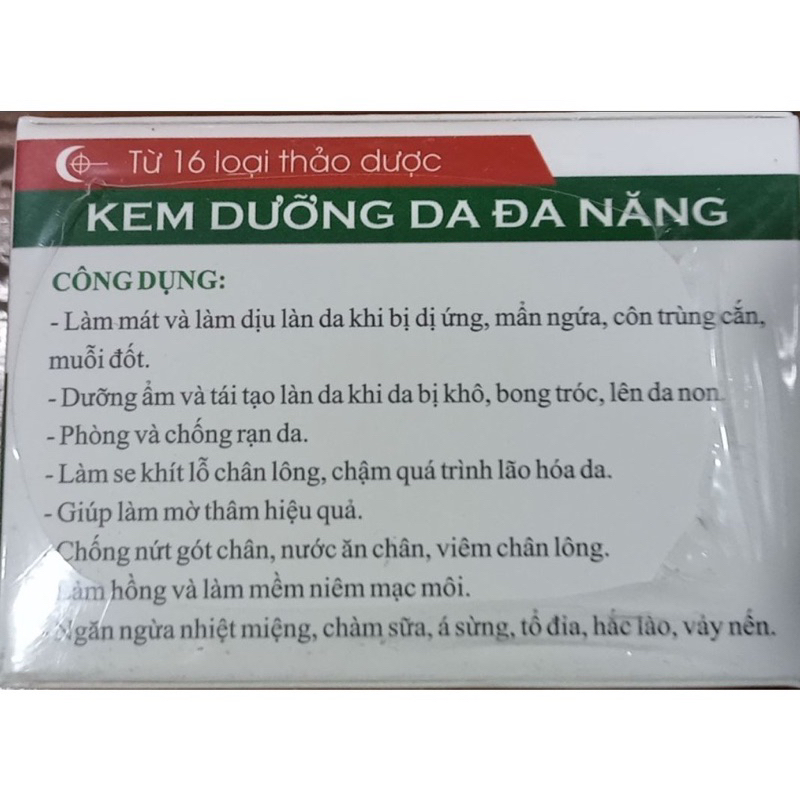 Từ 16 loại thảo dược
KEM DƯỠNG DA ĐA NĂNG
CÔNG DỤNG:
- Làm mát và làm dịu làn da khi bị dị ứng, mẩn ngứa, côn trùng cắn,
muỗi đốt.
- Dưỡng ẩm và tái tạo làn da khi da bị khô, bong tróc, lên da non.
- Phòng và chống rạn da.
- Làm se khít lỗ chân lông, chậm quá trình lão hóa da.
- Giúp làm mờ thâm hiệu quả.
- Chống nứt gót chân, nước ăn chân, viêm chân lông.
- Làm hồng và làm mềm niêm mạc môi.
- Ngăn ngừa nhiệt miệng, chàm sữa, á sừng, tổ đỉa, hắc lào, vảy nến.